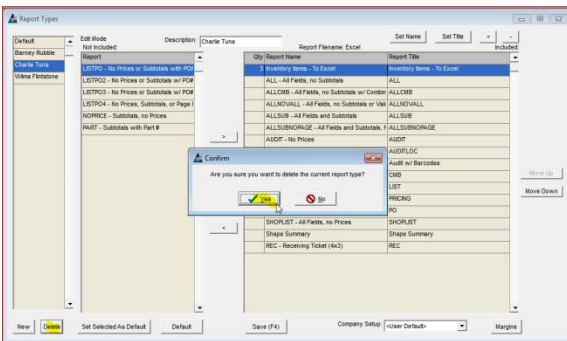 Report Types
Default
Barney Rubble
Charlie Tuna
Wilma Flintstone
Edit Mode
Description: Charlie Tuna
Set Name Set Title + -
Not Included:
Report Filename: Excel
Included:
Report
LISTPO - No Prices or Subtotals with PO#
LISTPO2 - No Prices or Subtotals w/ PO#
LISTPO3 - No Prices or Subtotals w/ PO#
LISTPO4 - No Prices, Subtotals, or Page
NOPRICE - Subtotals, no Prices
PART - Subtotals with Part #
>
<
Qty Report Name Report Title
3 Inventory Items - To Excel Inventory Items - To Excel
ALL - All Fields, no Subtotals ALL
ALLCMB - All Fields, no Subtotals w/ Combin ALLCMB
ALLNOVALL - All Fields, no Subtotals or Val ALLNOVALL
ALLSUB - All Fields and Subtotals ALLSUB
ALLSUBNOPAGE - All Fields and Subtotals, ALLSUBNOPAGE
AUDIT - No Prices AUDIT
AUDITLOC
Audit w/ Barcodes
CMB
LIST
PRICING
PO
SHOPLIST - All Fields, no Prices SHOPLIST
Shape Summary Shape Summary
REC - Receiving Ticket (4x3) REC
Confirm
Are you sure you want to delete the current report type?
Yes No
Move Up
Move Down
New Delete Set Selected As Default Default Save (F4) Company Setup: <User Default> Margins